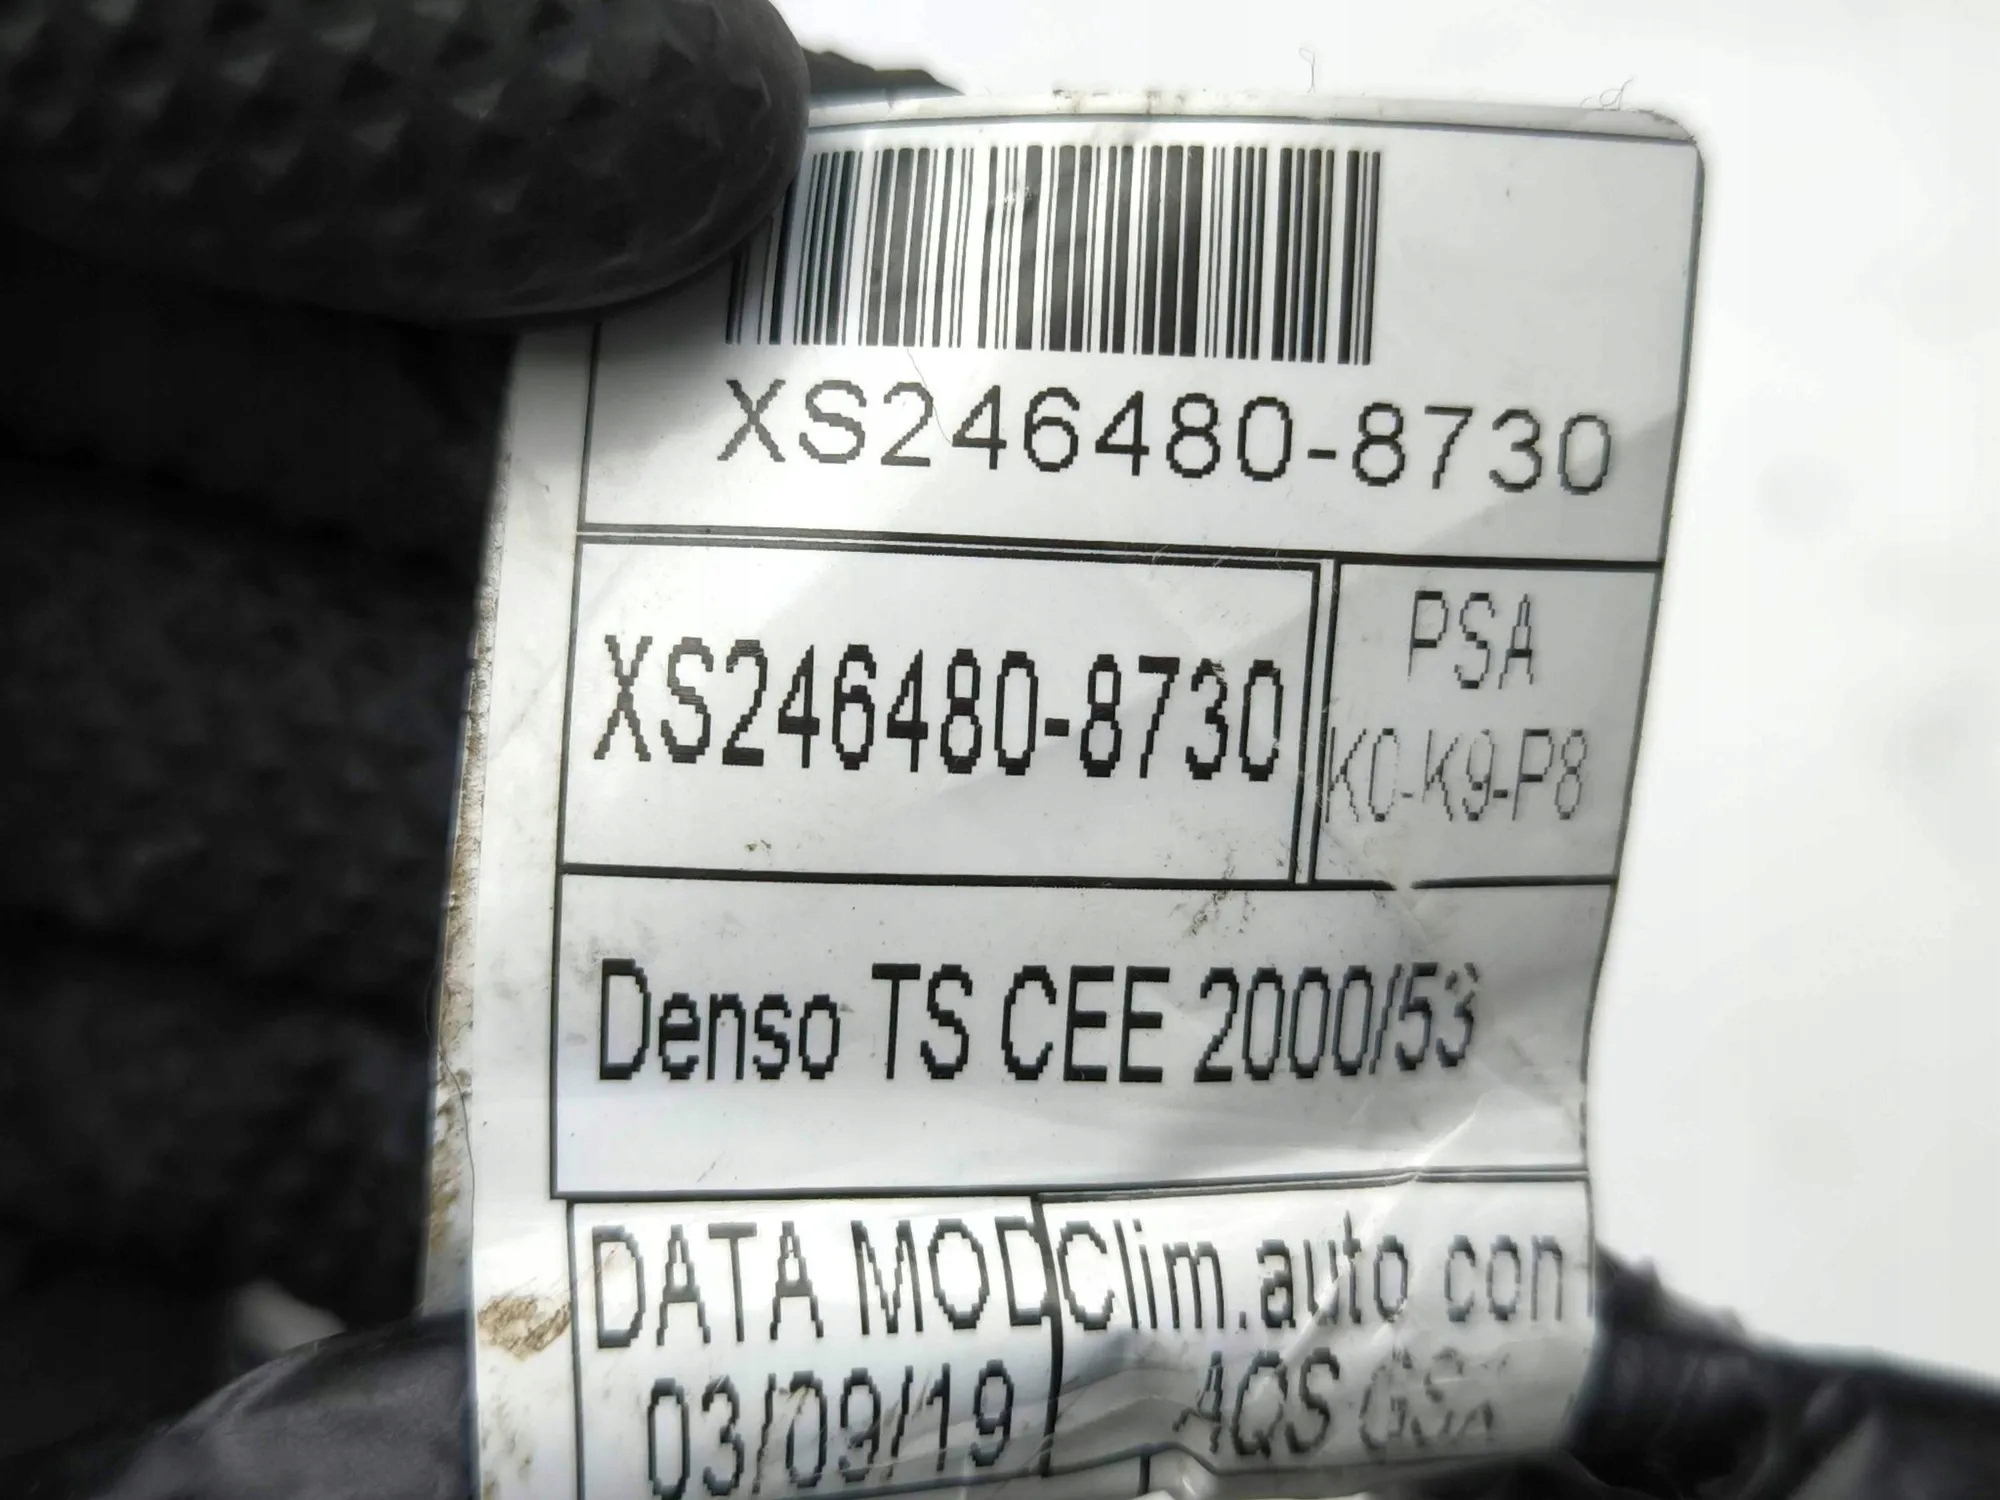 XS246480-8730
XS246480-8730
PSA
K0-K9-P8
Denso TS CEE 2000/53
DATA MOD
03/09/19
Clim.auto con
AQS